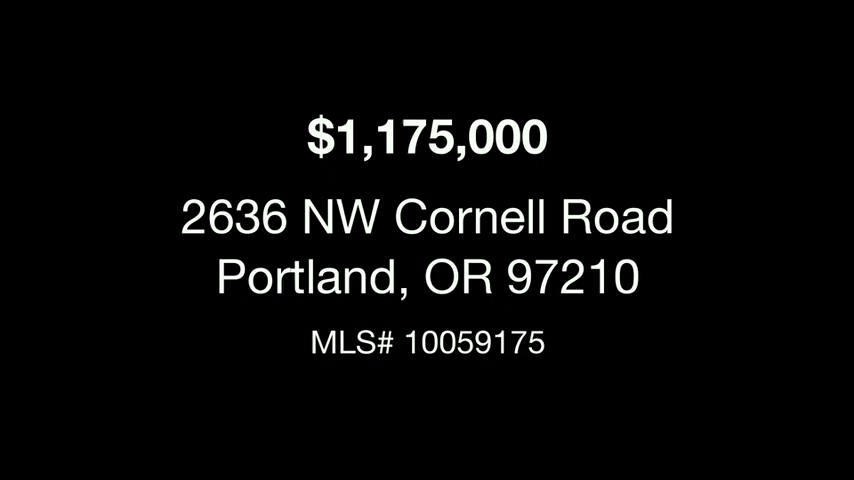 $1,175,000
2636 NW Cornell Road
Portland, OR 97210
MLS# 10059175